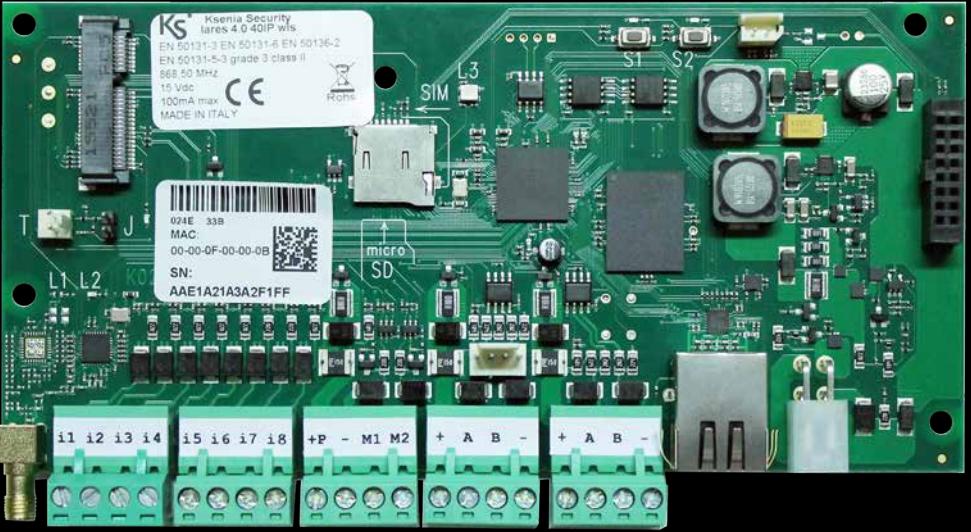 Ks
Ksenia Security
lares 4.0 40IP wls
EN 50131-3 EN 50131-6 EN 50136-2
EN 50131-5-3 grade 3 class II
868,50 MHz
15 Vdc
100mA max CE
RoHS
MADE IN ITALY
S1 S2
L3
SIM
024E 33B
MAC:
00-00-0F-00-00-0B
SN:
AAE1A21A3A2F1FF
micro
SD
T J
L1 L2
i1 i2 i3 i4
i5 i6 i7 i8
+P - M1 M2
+ A B -
+ A B -